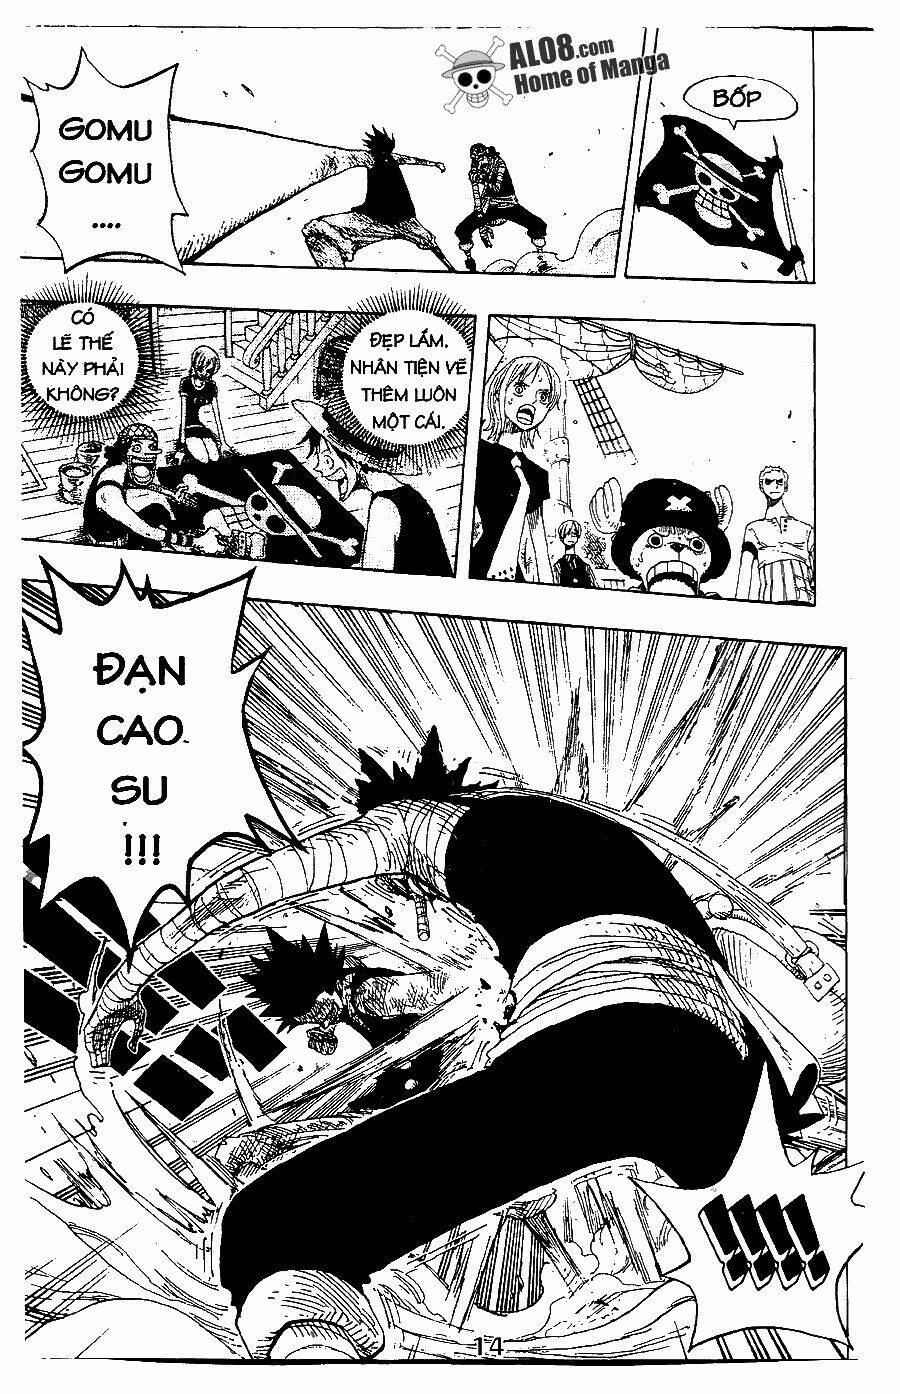 ALO8.com
Home of Manga
GOMU
GOMU
....
BỐP
CÓ
LẼ THẾ
NÀY PHẢI
KHÔNG?
ĐẸP LẮM.
NHÂN TIỆN VẼ
THÊM LUÔN
MỘT CÁI.
ĐẠN
CAO
SU
!!!
!!!!
14